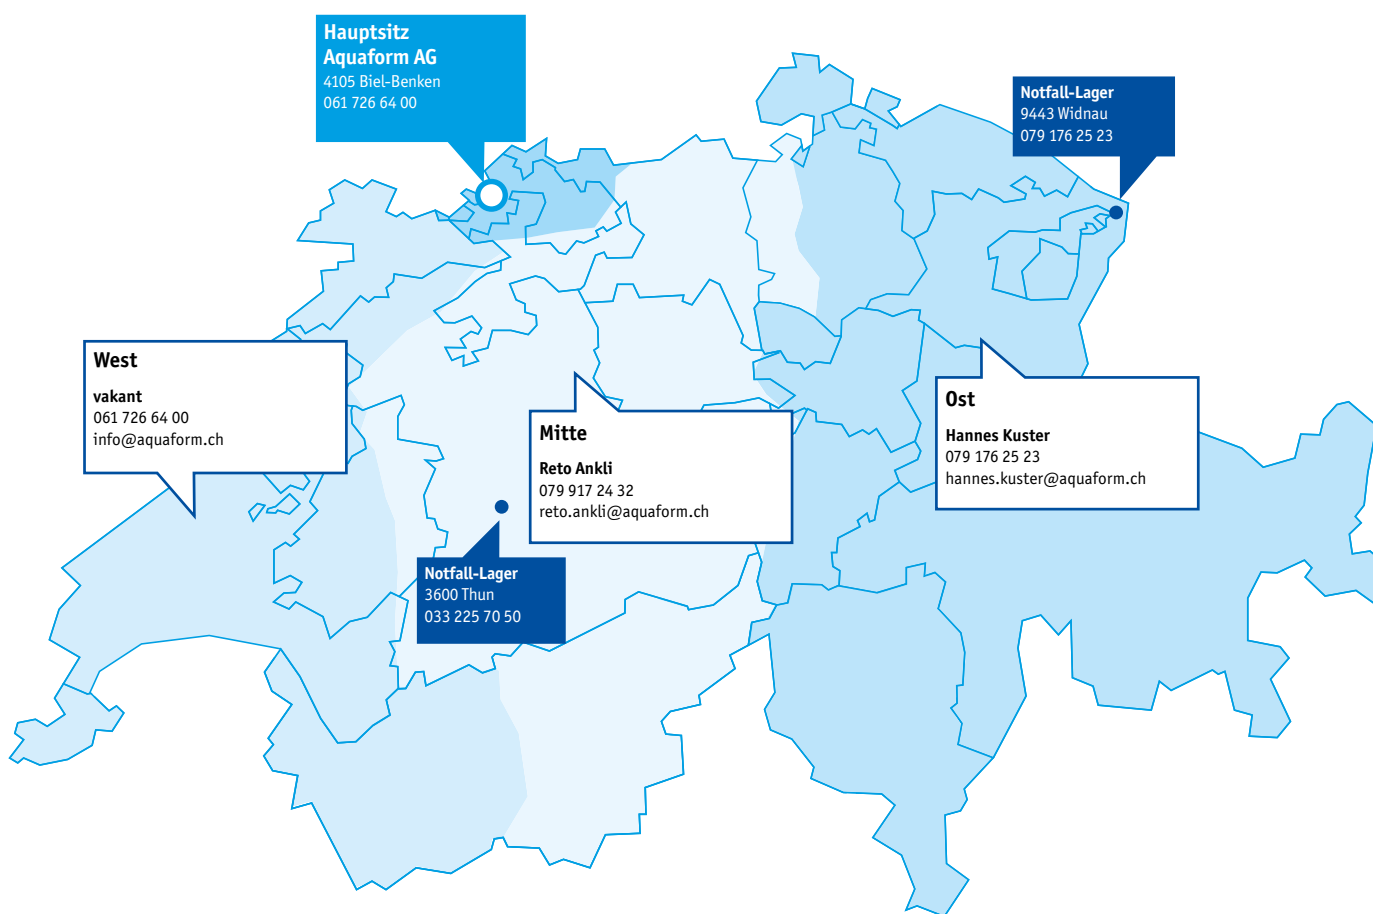 Hauptsitz
Aquaform AG
4105 Biel-Benken
061 726 64 00
Notfall-Lager
9443 Widnau
079 176 25 23
West
vakant
061 726 64 00
info@aquaform.ch
Mitte
Reto Ankli
079 917 24 32
reto.ankli@aquaform.ch
Ost
Hannes Kuster
079 176 25 23
hannes.kuster@aquaform.ch
Notfall-Lager
3600 Thun
033 225 70 50